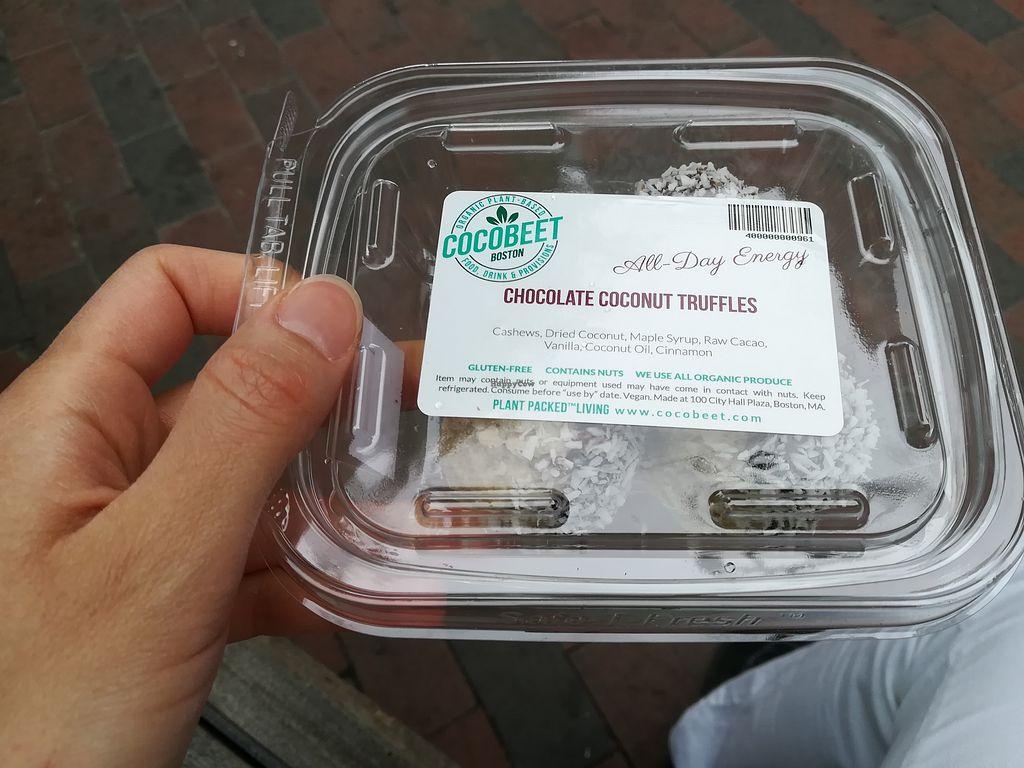 ORGANIC PLANT-BASED
COCOBEET
BOSTON
FOOD, DRINK & PROVISIONS
400000000961
All-Day Energy
CHOCOLATE COCONUT TRUFFLES
Cashews, Dried Coconut, Maple Syrup, Raw Cacao,
Vanilla, Coconut Oil, Cinnamon
GLUTEN-FREE CONTAINS NUTS WE USE ALL ORGANIC PRODUCE
Item may contain nuts or equipment used may have come in contact with nuts. Keep
refrigerated. Consume before "use by" date. Vegan. Made at 100 City Hall Plaza, Boston, MA.
HappyCow
PLANT PACKED™LIVING www.cocobeet.com
PULL TAB
Safe-T-Fresh™